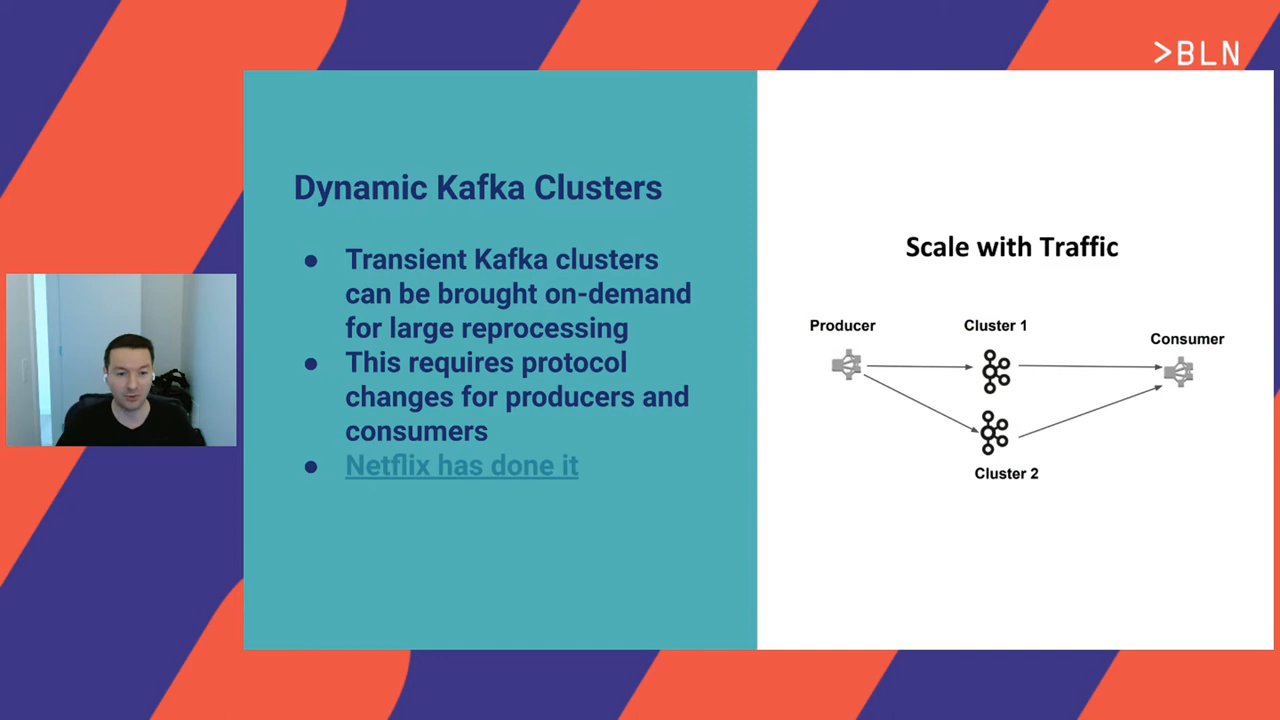 >BLN
Dynamic Kafka Clusters
● Transient Kafka clusters
can be brought on-demand
for large reprocessing
● This requires protocol
changes for producers and
consumers
● Netflix has done it
Scale with Traffic
Producer
Cluster 1
Consumer
Cluster 2